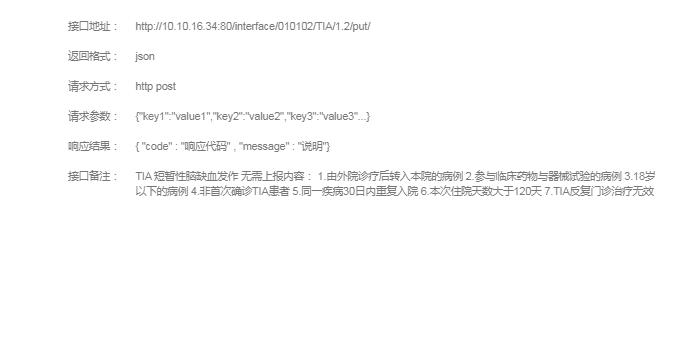 接口地址： http://10.10.16.34:80/interface/010102/TIA/1.2/put/
返回格式： json
请求方式： http post
请求参数： {"key1":"value1","key2":"value2","key3":"value3"...}
响应结果： { "code" : "响应代码" , "message" : "说明"}
接口备注： TIA 短暂性脑缺血发作 无需上报内容： 1.由外院诊疗后转入本院的病例 2.参与临床药物与器械试验的病例 3.18岁
以下的病例 4.非首次确诊TIA患者 5.同一疾病30日内重复入院 6.本次住院天数大于120天 7.TIA反复门诊治疗无效